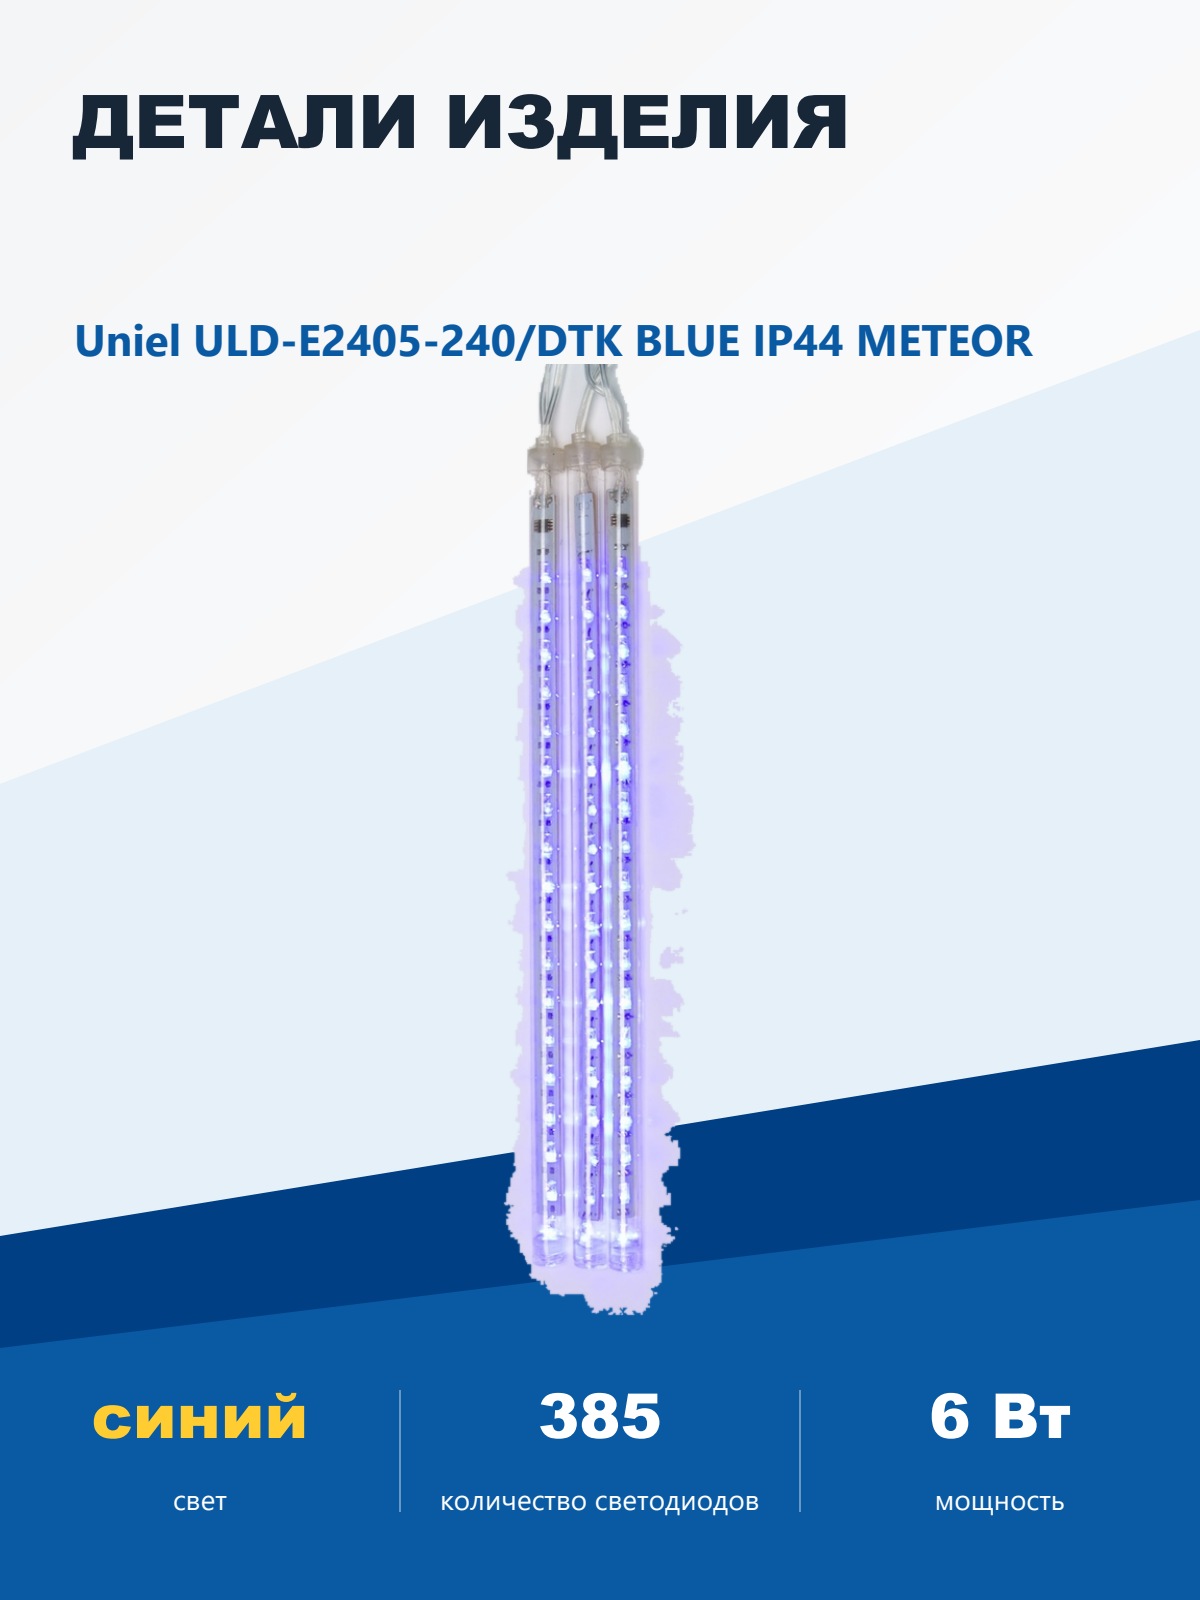 ДЕТАЛИ ИЗДЕЛИЯ
Uniel ULD-E2405-240/DTK BLUE IP44 METEOR
синий
свет
385
количество светодиодов
6 Вт
мощность